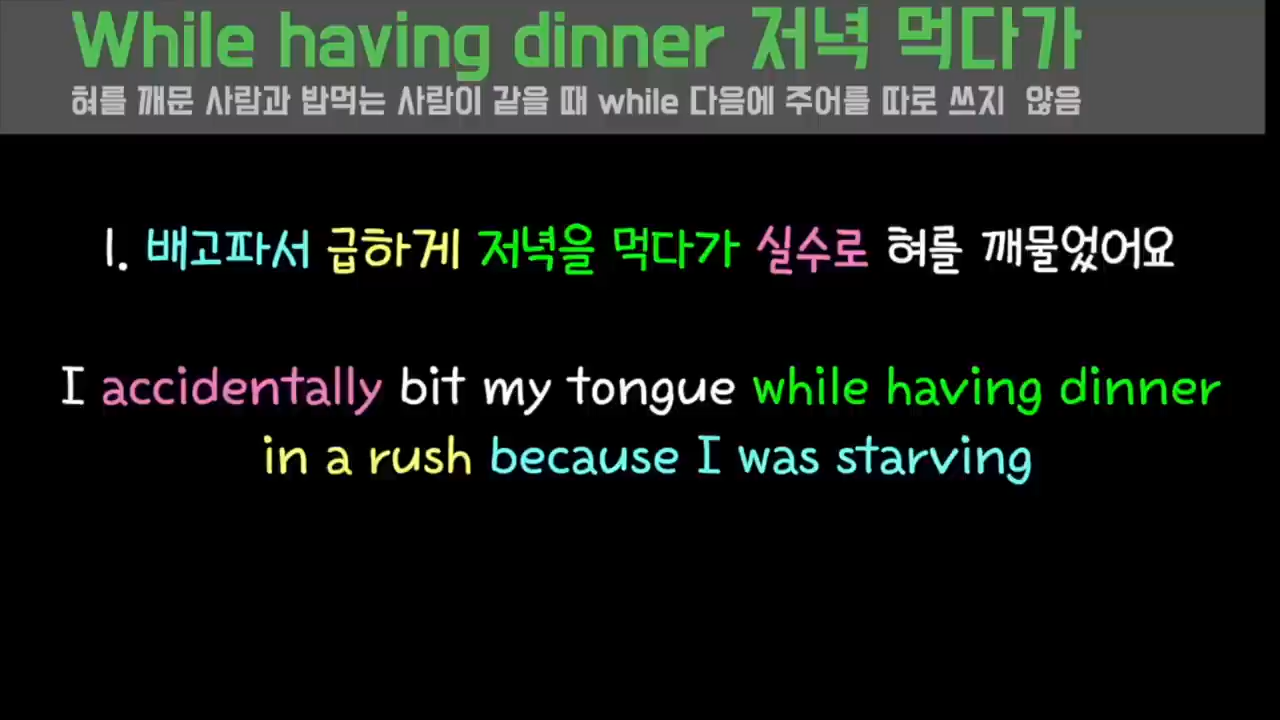 While having dinner 저녁 먹다가
혀를 깨문 사람과 밥먹는 사람이 같을 때 while 다음에 주어를 따로 쓰지 않음
1. 배고파서 급하게 저녁을 먹다가 실수로 혀를 깨물었어요
I accidentally bit my tongue while having dinner
in a rush because I was starving